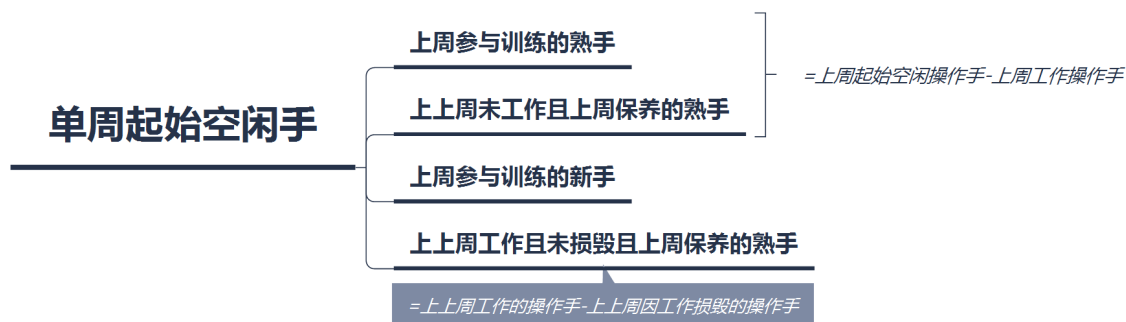 上周参与训练的熟手
=上周起始空闲操作手-上周工作操作手
上上周未工作且上周保养的熟手
单周起始空闲手
上周参与训练的新手
上上周工作且未损毁且上周保养的熟手
=上上周工作的操作手-上上周因工作损毁的操作手